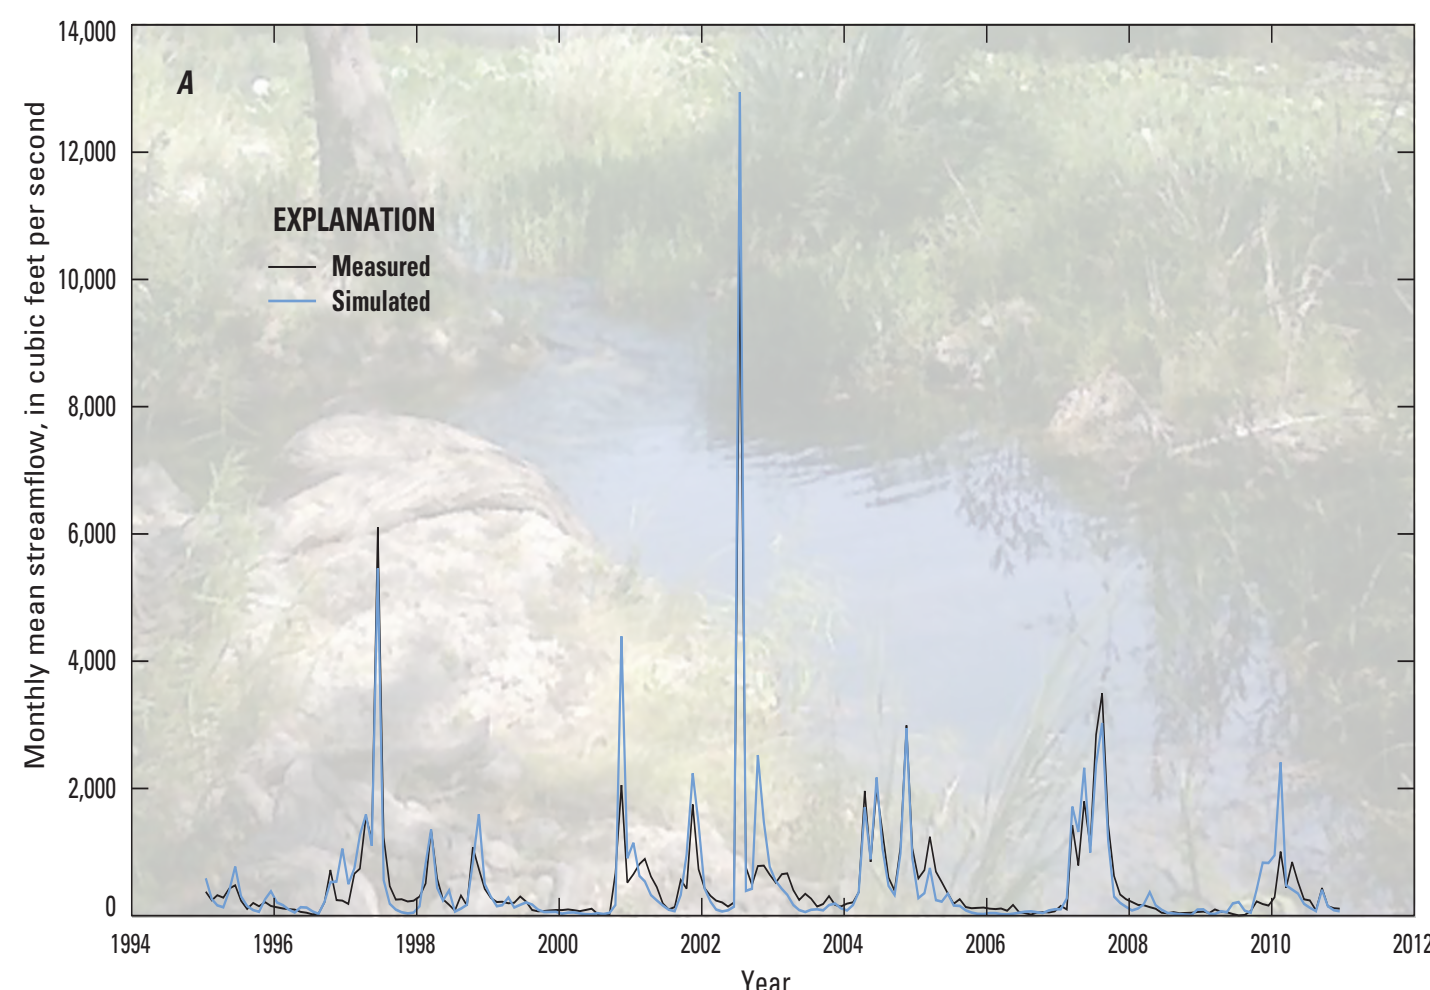 14,000
12,000
10,000
8,000
6,000
4,000
2,000
0
Monthly mean streamflow, in cubic feet per second
A
EXPLANATION
Measured
Simulated
1994 1996 1998 2000 2002 2004 2006 2008 2010 2012
Year